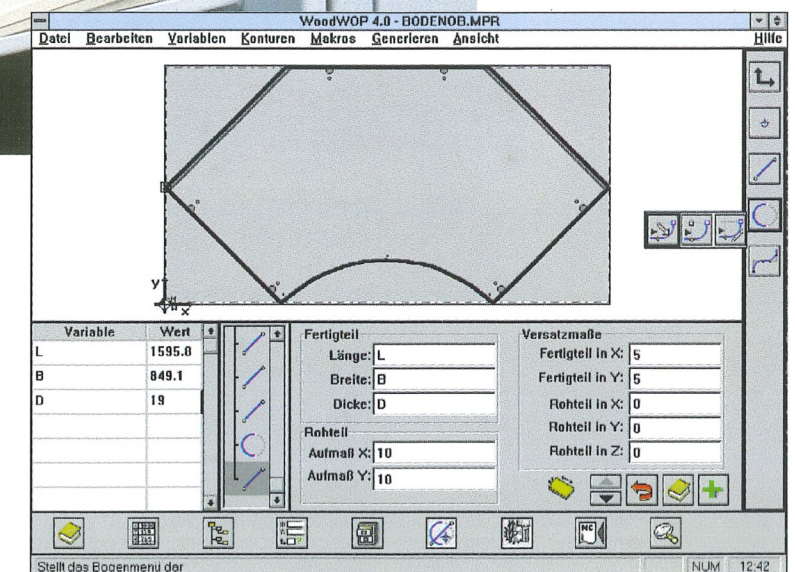 WoodWOP 4.0 - BODENOB.MPR
Datei Bearbeiten Variablen Konturen Makros Generieren Ansicht Hilfe
y
x
Variable Wert
L 1595.0
B 849.1
D 19
Fertigteil
Länge: L
Breite: B
Dicke: D
Rohteil
Aufmaß X: 10
Aufmaß Y: 10
Versatzmaße
Fertigteil in X: 5
Fertigteil in Y: 5
Rohteil in X: 0
Rohteil in Y: 0
Rohteil in Z: 0
NC
Stellt das Bogenmenü dar
NUM 12:42